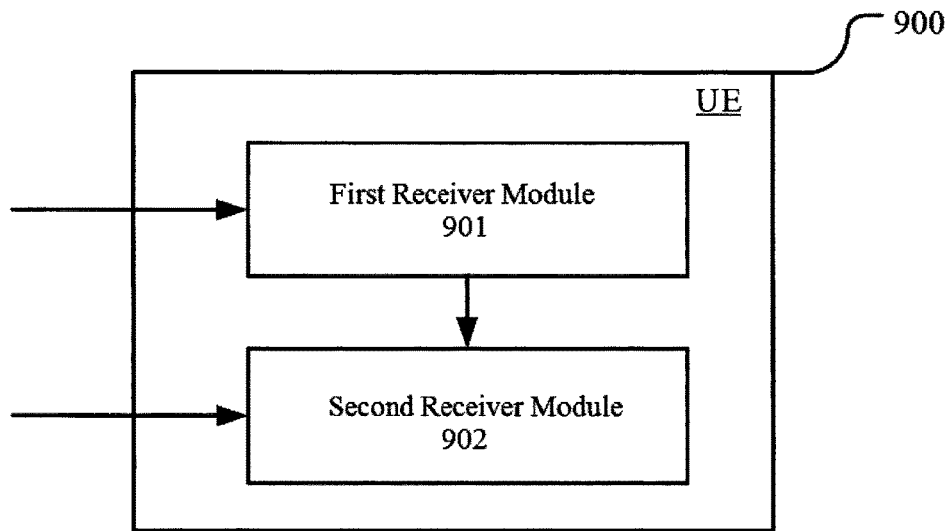 900
UE
First Receiver Module
901
Second Receiver Module
902